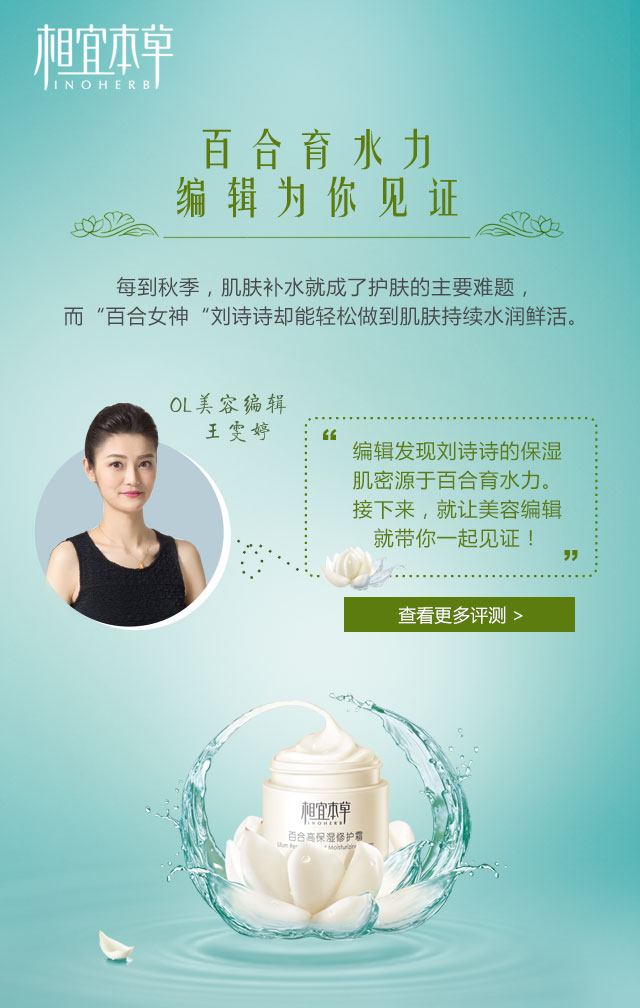 相宜本草
INOHERB
百合育水力
编辑为你见证
每到秋季，肌肤补水就成了护肤的主要难题，
而“百合女神“刘诗诗却能轻松做到肌肤持续水润鲜活。
OL美容编辑
王雯婷
“编辑发现刘诗诗的保湿
肌密源于百合育水力。
接下来，就让美容编辑
就带你一起见证！”
查看更多评测 >
相宜本草
INOHERB
百合高保湿修护霜
Moisturizing